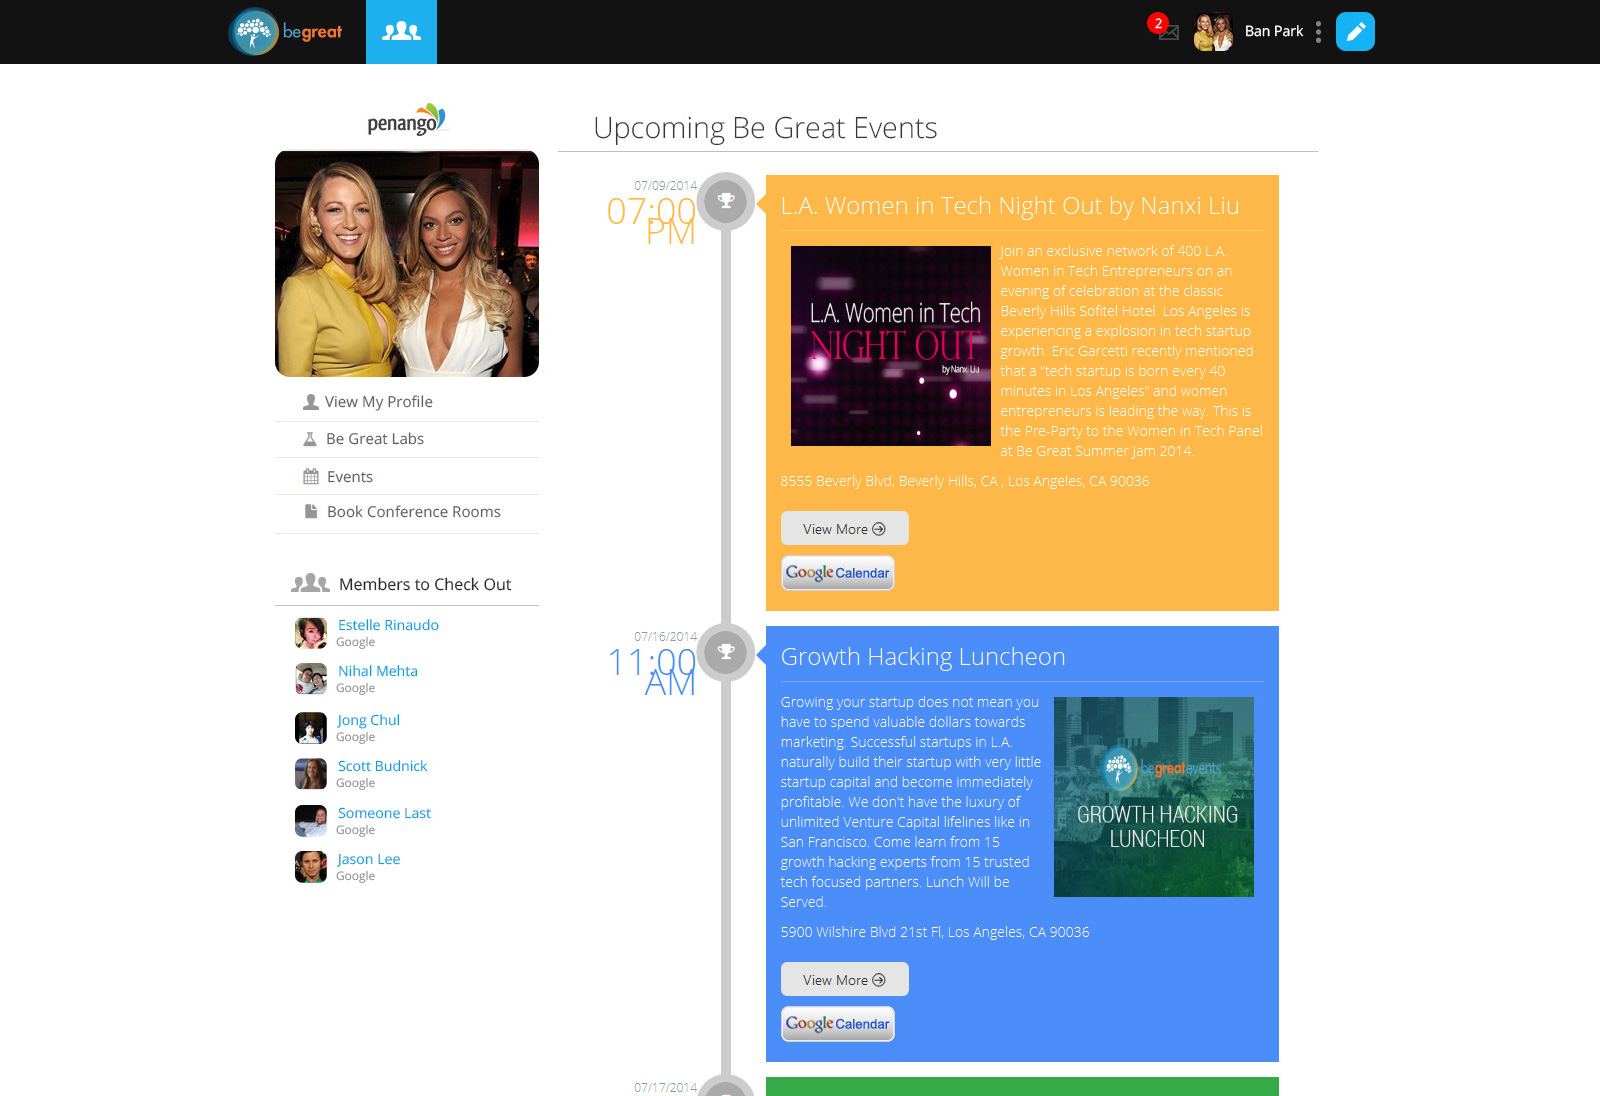 begreat
2
Ban Park
penango
View My Profile
Be Great Labs
Events
Book Conference Rooms
Members to Check Out
Estelle Rinaudo
Google
Nihal Mehta
Google
Jong Chul
Google
Scott Budnick
Google
Someone Last
Google
Jason Lee
Google
Upcoming Be Great Events
07/09/2014
07:00
PM
L.A. Women in Tech Night Out by Nanxi Liu
L.A. Women in Tech
NIGHT OUT
by Nanxi Liu
Join an exclusive network of 400 L.A.
Women in Tech Entrepreneurs on an
evening of celebration at the classic
Beverly Hills Sofitel Hotel. Los Angeles is
experiencing a explosion in tech startup
growth. Eric Garcetti recently mentioned
that a "tech startup is born every 40
minutes in Los Angeles" and women
entrepreneurs is leading the way. This is
the Pre-Party to the Women in Tech Panel
at Be Great Summer Jam 2014.
8555 Beverly Blvd, Beverly Hills, CA , Los Angeles, CA 90036
View More
Google Calendar
07/16/2014
11:00
AM
Growth Hacking Luncheon
Growing your startup does not mean you
have to spend valuable dollars towards
marketing. Successful startups in L.A.
naturally build their startup with very little
startup capital and become immediately
profitable. We don't have the luxury of
unlimited Venture Capital lifelines like in
San Francisco. Come learn from 15
growth hacking experts from 15 trusted
tech focused partners. Lunch Will be
Served.
begreatevents
GROWTH HACKING
LUNCHEON
5900 Wilshire Blvd 21st Fl, Los Angeles, CA 90036
View More
Google Calendar
07/17/2014